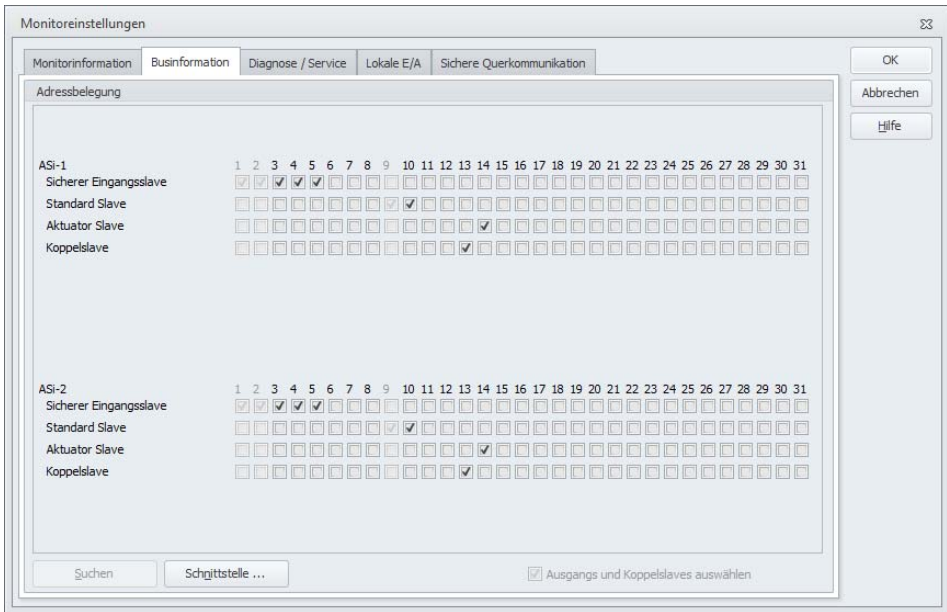 Monitoreinstellungen
Monitorinformation Businformation Diagnose / Service Lokale E/A Sichere Querkommunikation
OK
Adressbelegung
Abbrechen
Hilfe
ASi-1 1 2 3 4 5 6 7 8 9 10 11 12 13 14 15 16 17 18 19 20 21 22 23 24 25 26 27 28 29 30 31
Sicherer Eingangsslave
Standard Slave
Aktuator Slave
Koppelslave
ASi-2 1 2 3 4 5 6 7 8 9 10 11 12 13 14 15 16 17 18 19 20 21 22 23 24 25 26 27 28 29 30 31
Sicherer Eingangsslave
Standard Slave
Aktuator Slave
Koppelslave
Suchen Schnittstelle ... Ausgangs und Koppelslaves auswählen